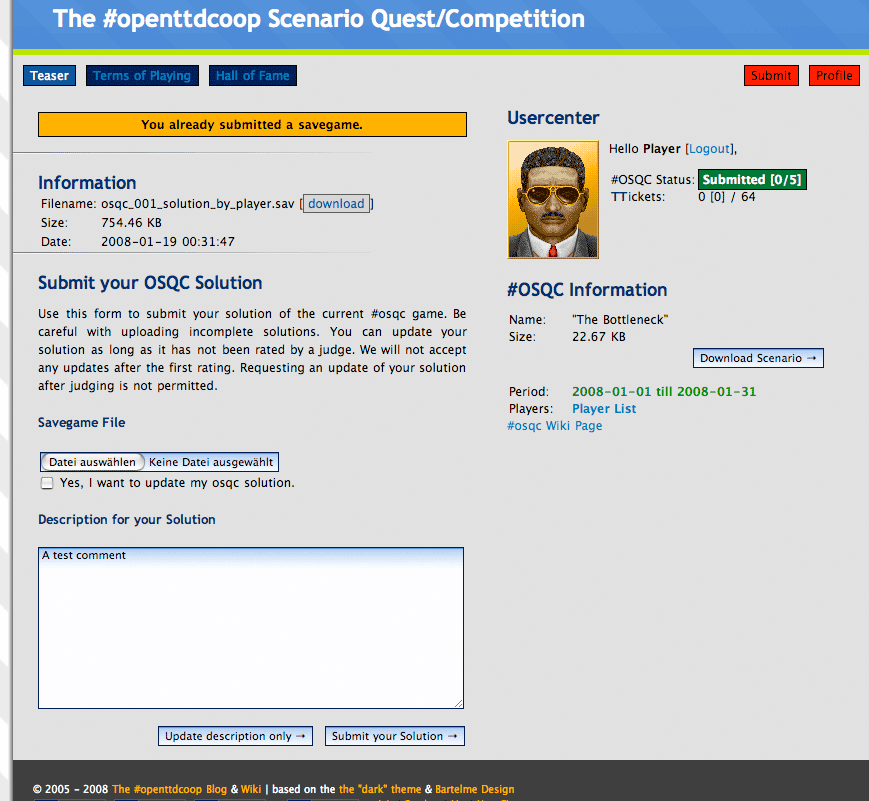 The #openttdcoop Scenario Quest/Competition
Teaser Terms of Playing Hall of Fame Submit Profile
You already submitted a savegame.
Information
Filename: osqc_001_solution_by_player.sav [ download ]
Size: 754.46 KB
Date: 2008-01-19 00:31:47
Submit your OSQC Solution
Use this form to submit your solution of the current #osqc game. Be
careful with uploading incomplete solutions. You can update your
solution as long as it has not been rated by a judge. We will not accept
any updates after the first rating. Requesting an update of your solution
after judging is not permitted.
Savegame File
Datei auswählen Keine Datei ausgewählt
Yes, I want to update my osqc solution.
Description for your Solution
A test comment
Update description only → Submit your Solution →
Usercenter
Hello Player [Logout],
#OSQC Status: Submitted [0/5]
TTickets: 0 [0] / 64
#OSQC Information
Name: "The Bottleneck"
Size: 22.67 KB
Download Scenario →
Period: 2008-01-01 till 2008-01-31
Players: Player List
#osqc Wiki Page
© 2005 - 2008 The #openttdcoop Blog & Wiki | based on the the "dark" theme & Bartelme Design